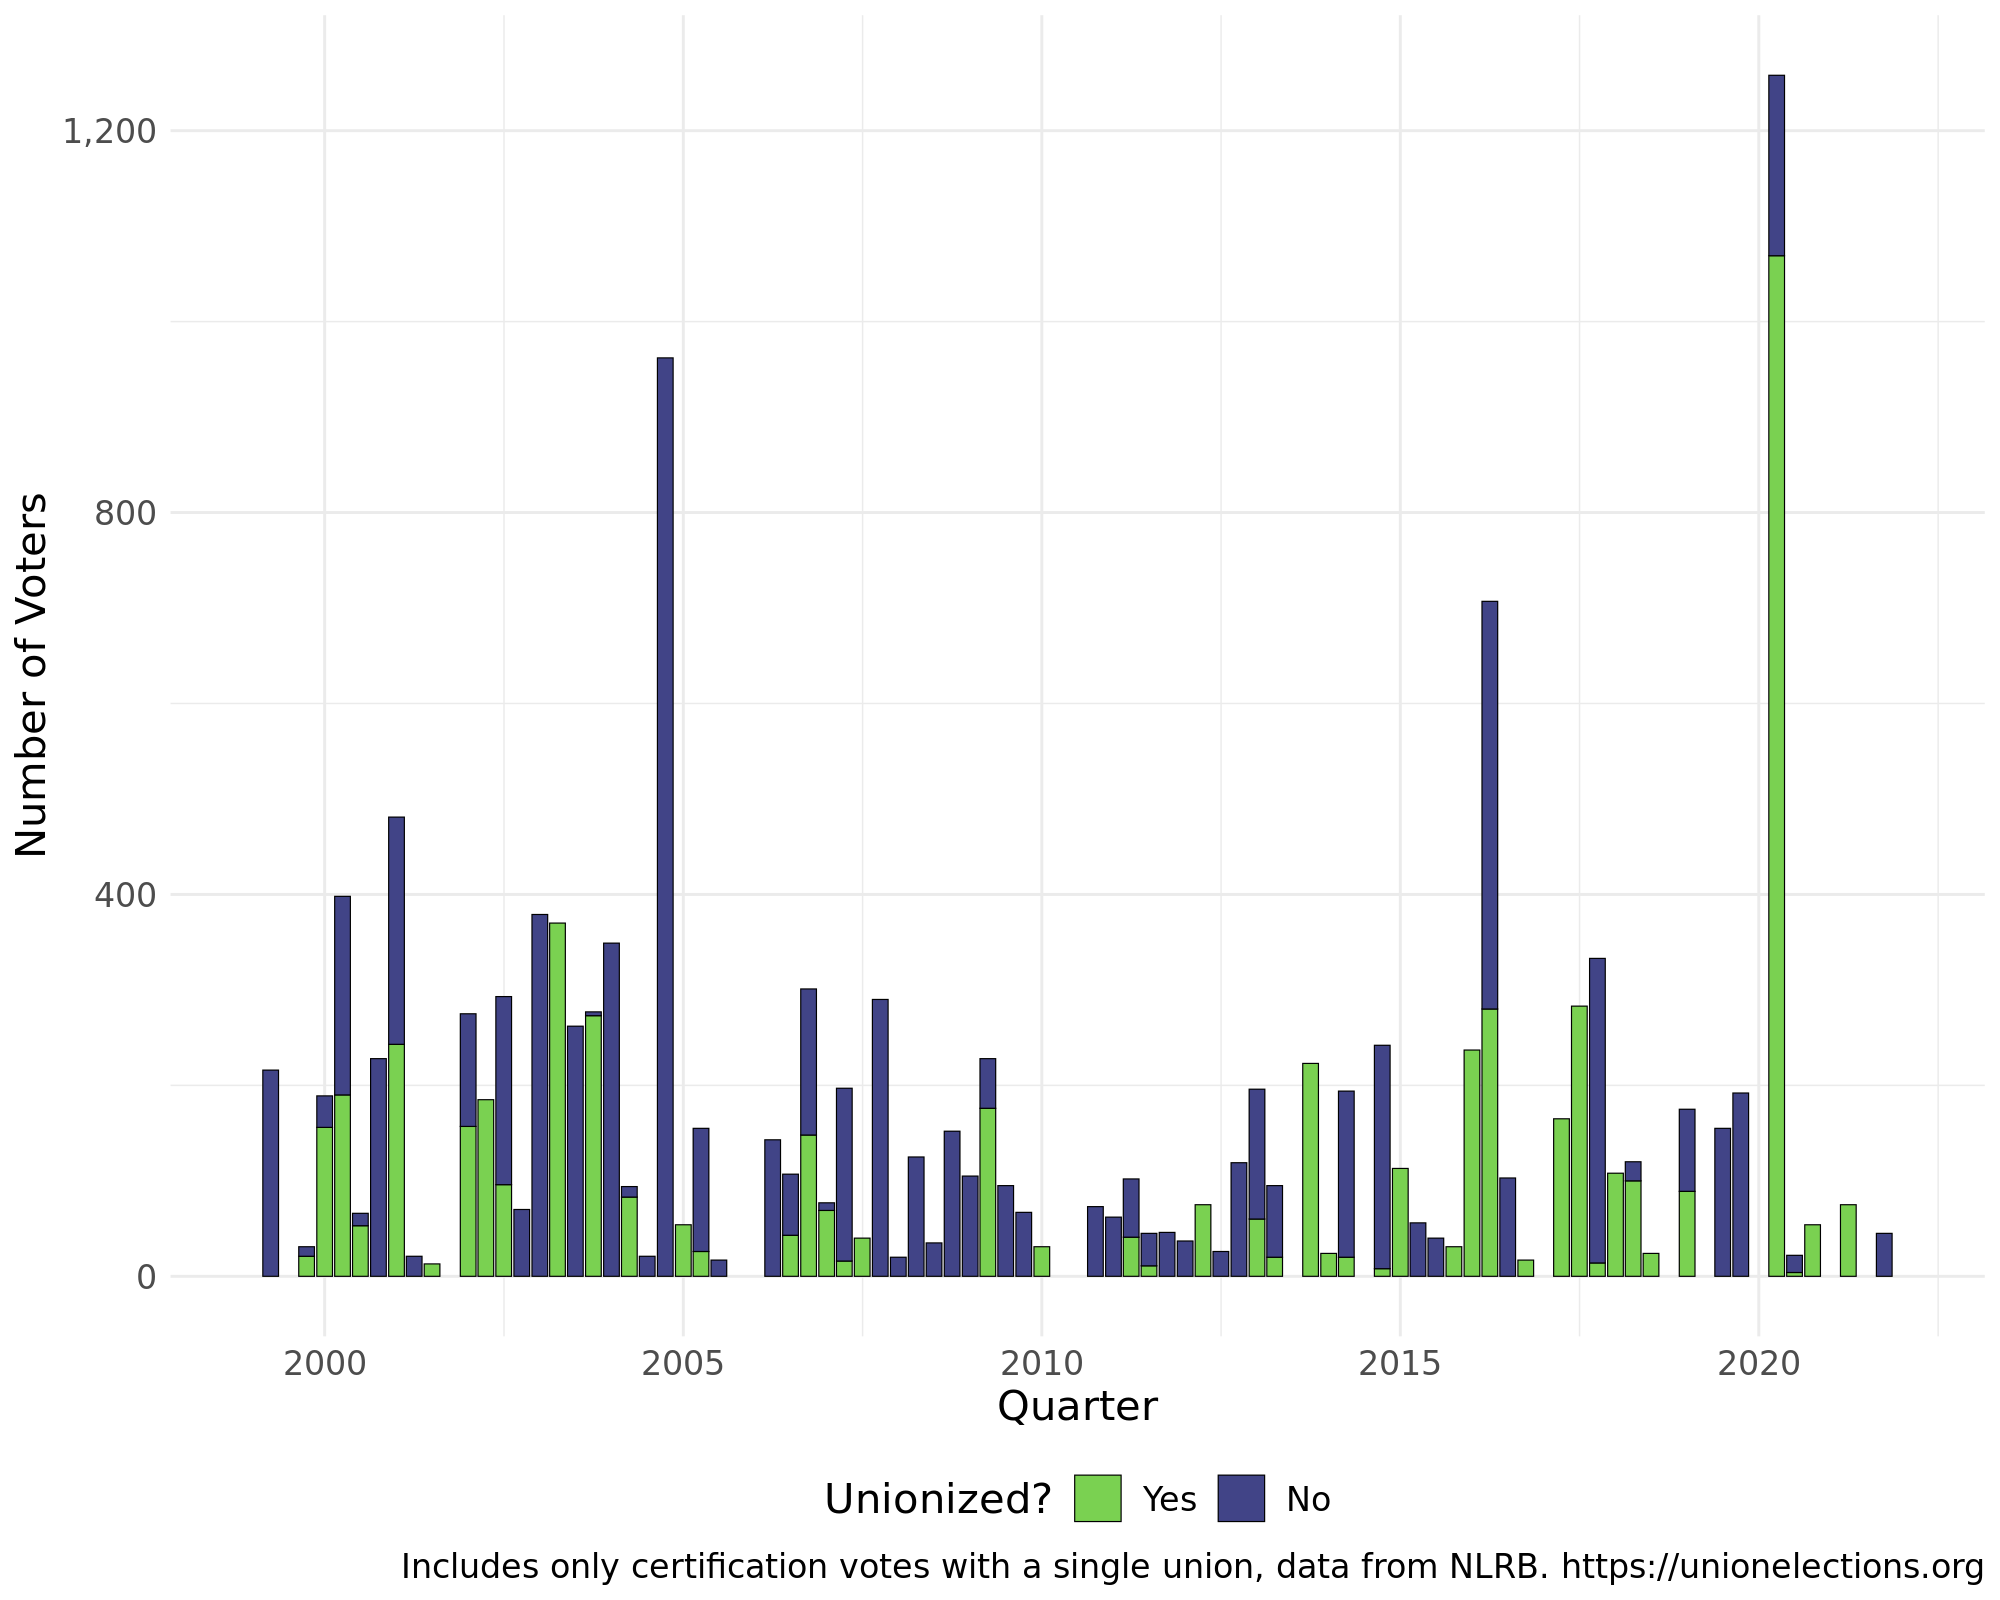 1,200
800
400
0
Number of Voters
2000 2005 2010 2015 2020
Quarter
Unionized? Yes No
Includes only certification votes with a single union, data from NLRB. https://unionelections.org